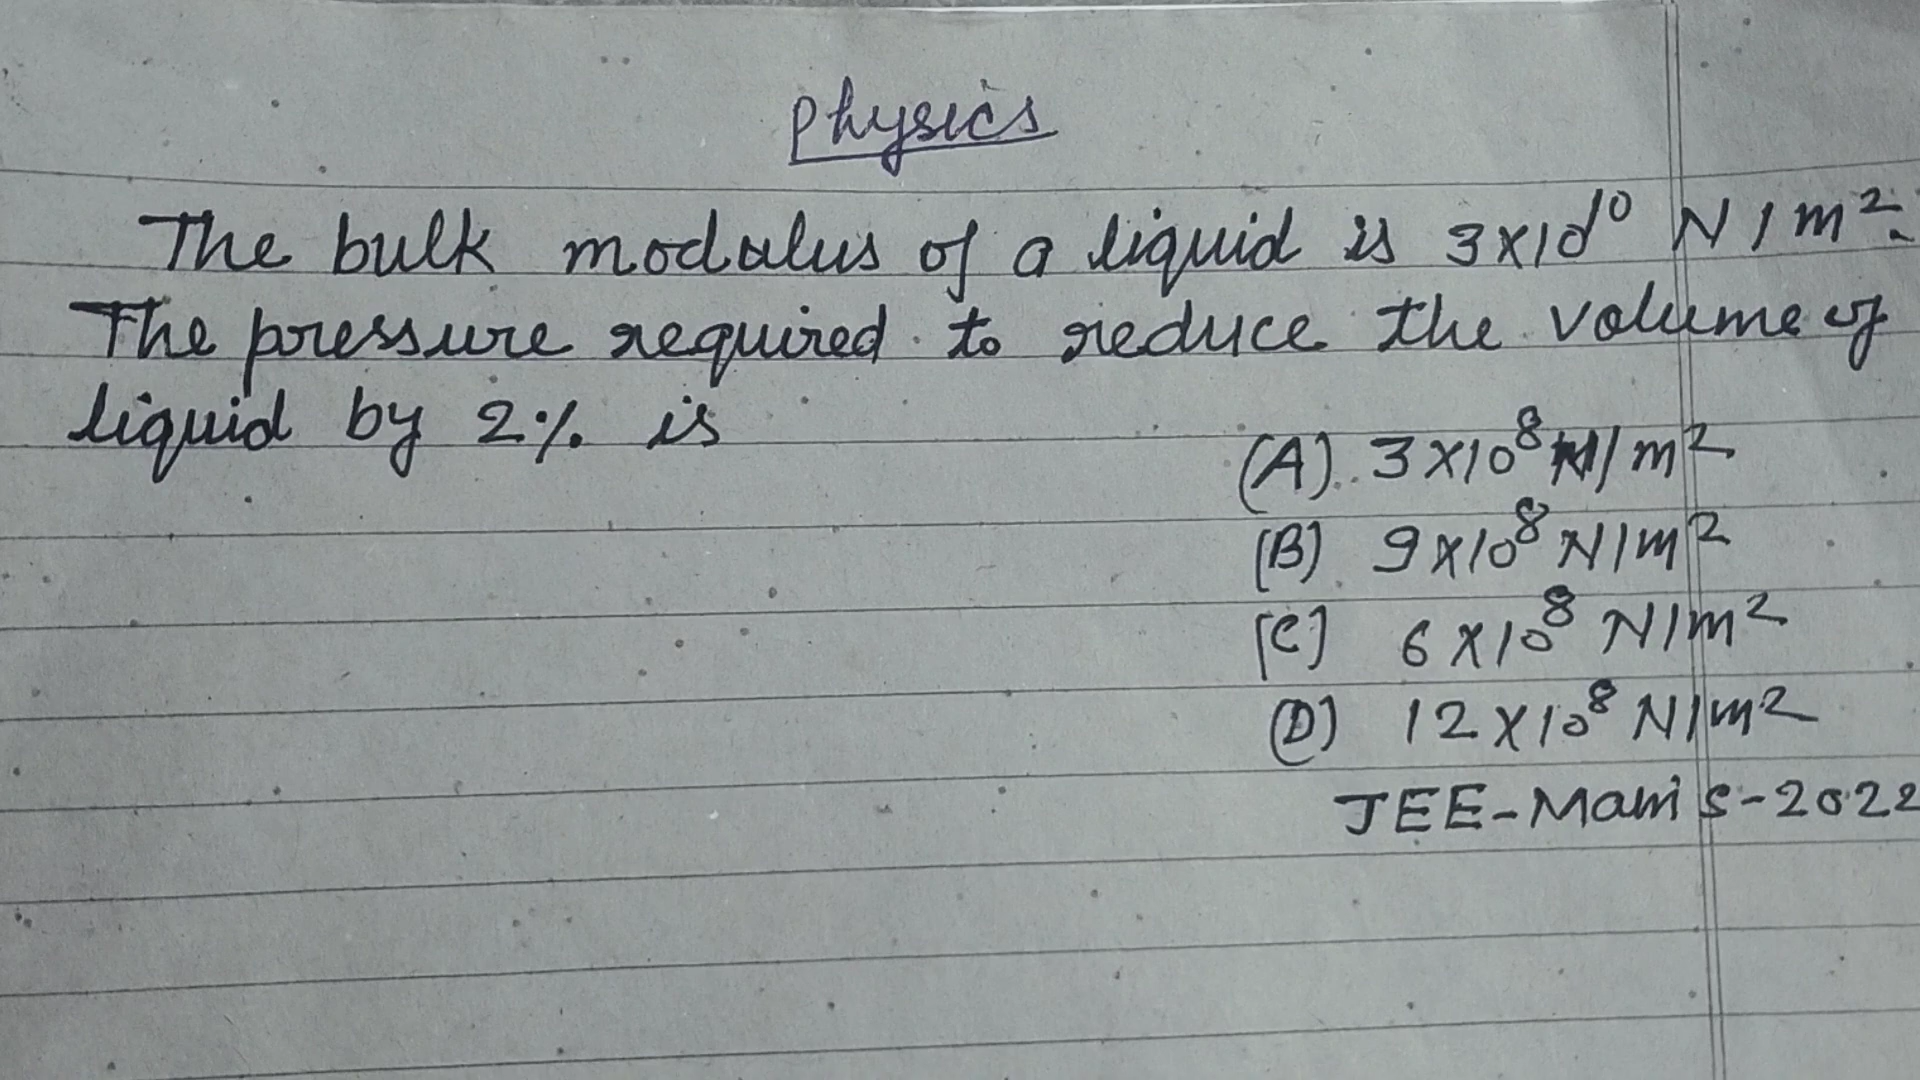 Physics
The bulk modulus of a liquid is 3×10¹⁰ N/m².
The pressure required to reduce the volume of
liquid by 2% is
(A) 3×10⁸ N/m²
(B) 9×10⁸ N/m²
(C) 6×10⁸ N/m²
(D) 12×10⁸ N/m²
JEE-Mains-2022